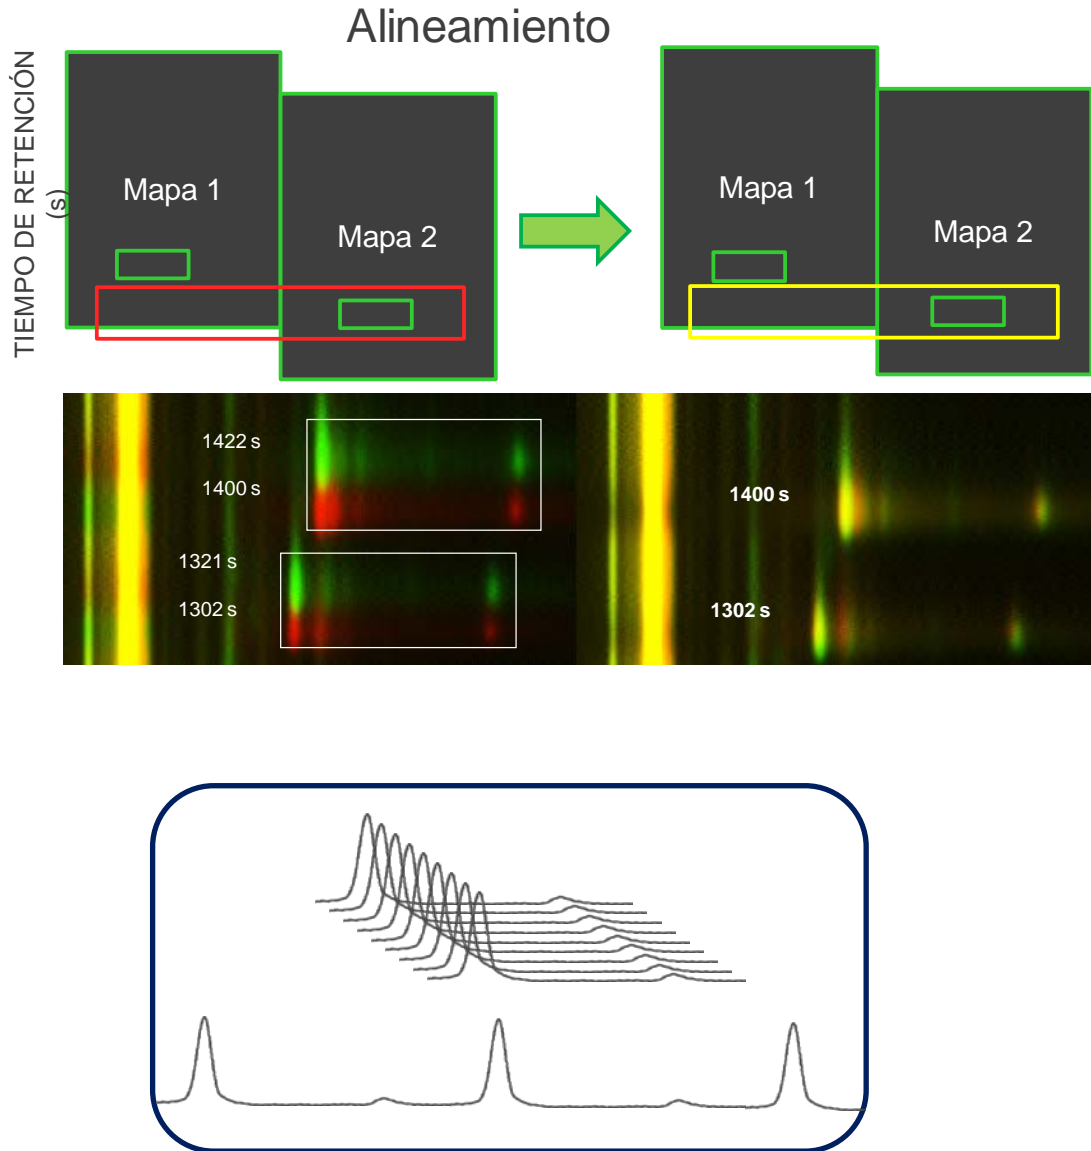 Alineamiento
TIEMPO DE RETENCIÓN
(s)
Mapa 1
Mapa 2
Mapa 1
Mapa 2
1422 s
1400 s
1321 s
1302 s
1400 s
1302 s